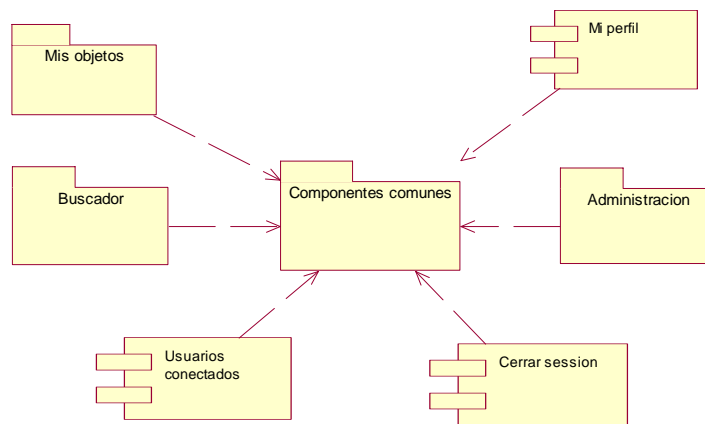 Mi perfil
Mis objetos
Componentes comunes
Buscador
Administracion
Usuarios
conectados
Cerrar session